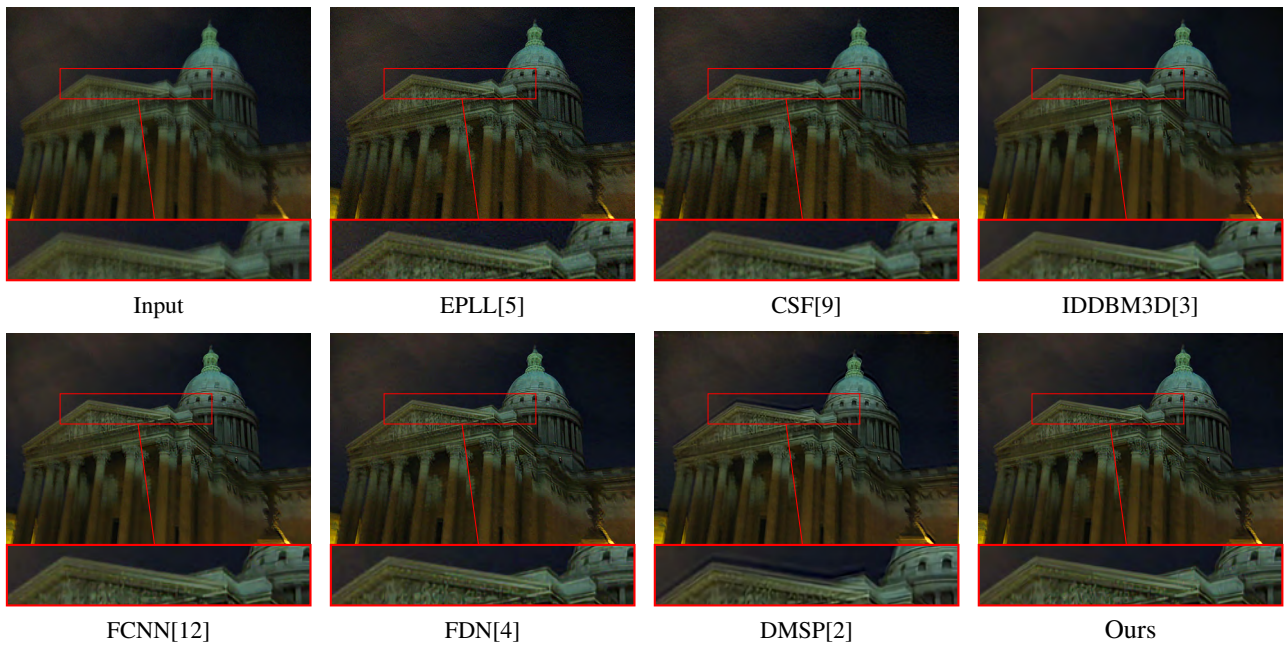 Input
EPLL[5]
CSF[9]
IDDBM3D[3]
FCNN[12]
FDN[4]
DMSP[2]
Ours